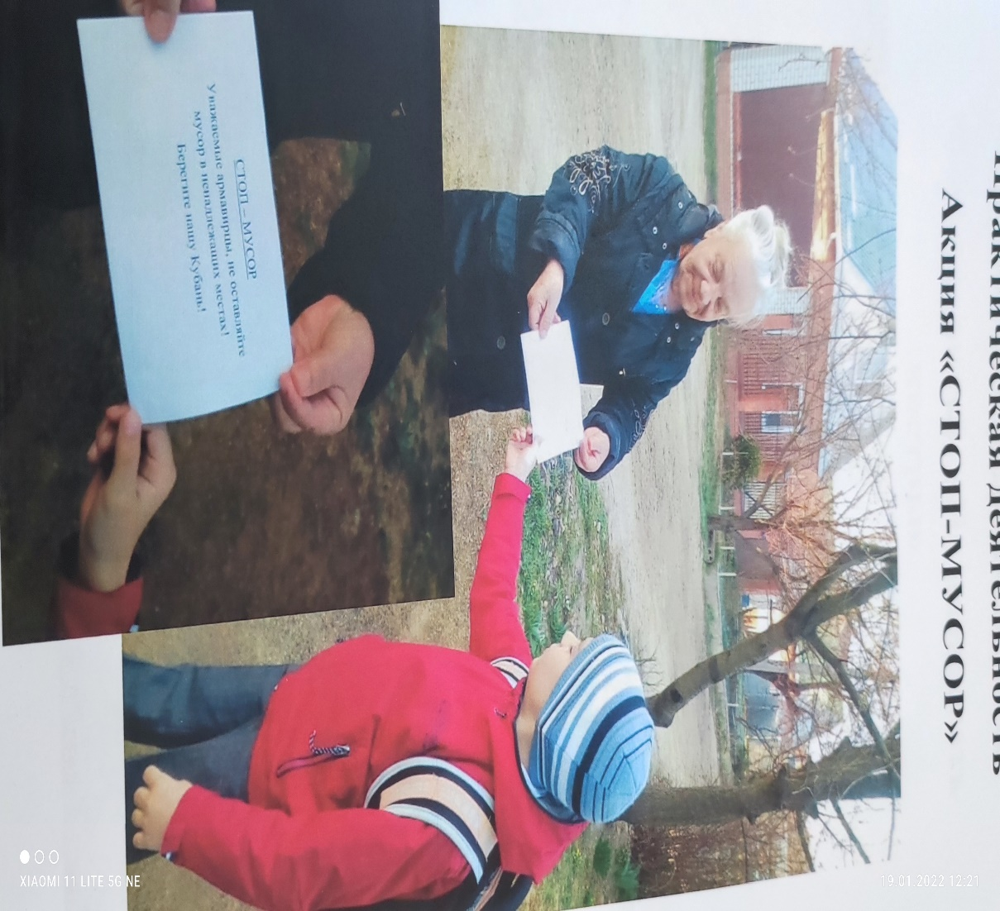 Практическая деятельность
Акция «СТОП-МУСОР»
СТОП – МУСОР
Уважаемые армавирцы, не оставляйте
мусор в ненадлежащих местах!
Берегите нашу Кубань!
XIAOMI 11 LITE 5G NE
19.01.2022 12:21